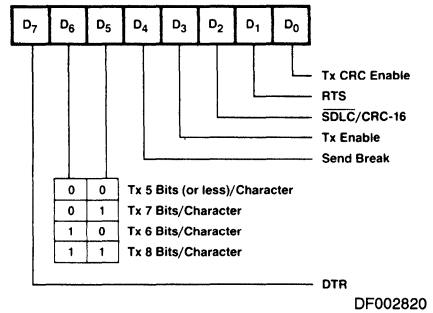 D7 D6 D5 D4 D3 D2 D1 D0
Tx CRC Enable
RTS
SDLC/CRC-16
Tx Enable
Send Break
0 0 Tx 5 Bits (or less)/Character
0 1 Tx 7 Bits/Character
1 0 Tx 6 Bits/Character
1 1 Tx 8 Bits/Character
DTR
DF002820